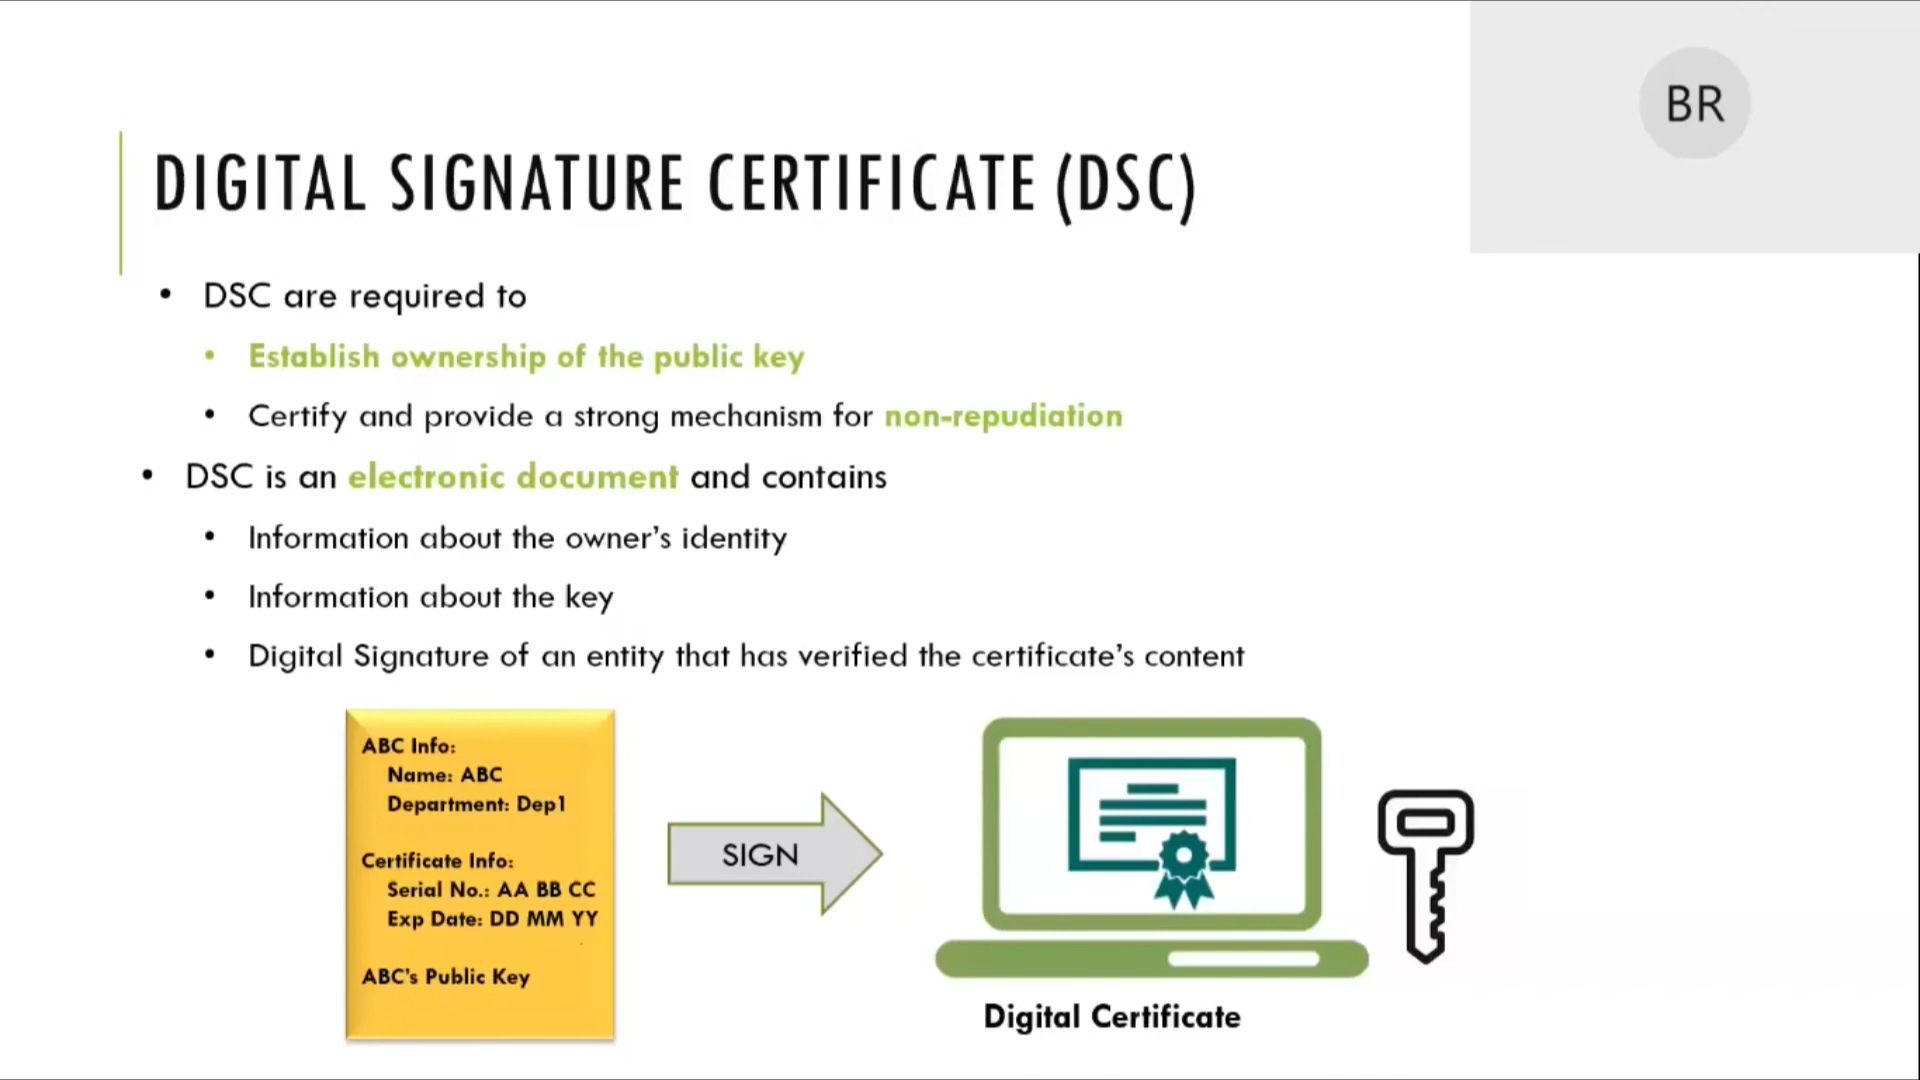 BR
DIGITAL SIGNATURE CERTIFICATE (DSC)
• DSC are required to
• Establish ownership of the public key
• Certify and provide a strong mechanism for non-repudiation
• DSC is an electronic document and contains
• Information about the owner’s identity
• Information about the key
• Digital Signature of an entity that has verified the certificate’s content
ABC Info:
Name: ABC
Department: Dep1
Certificate Info:
Serial No.: AA BB CC
Exp Date: DD MM YY
ABC’s Public Key
SIGN
Digital Certificate